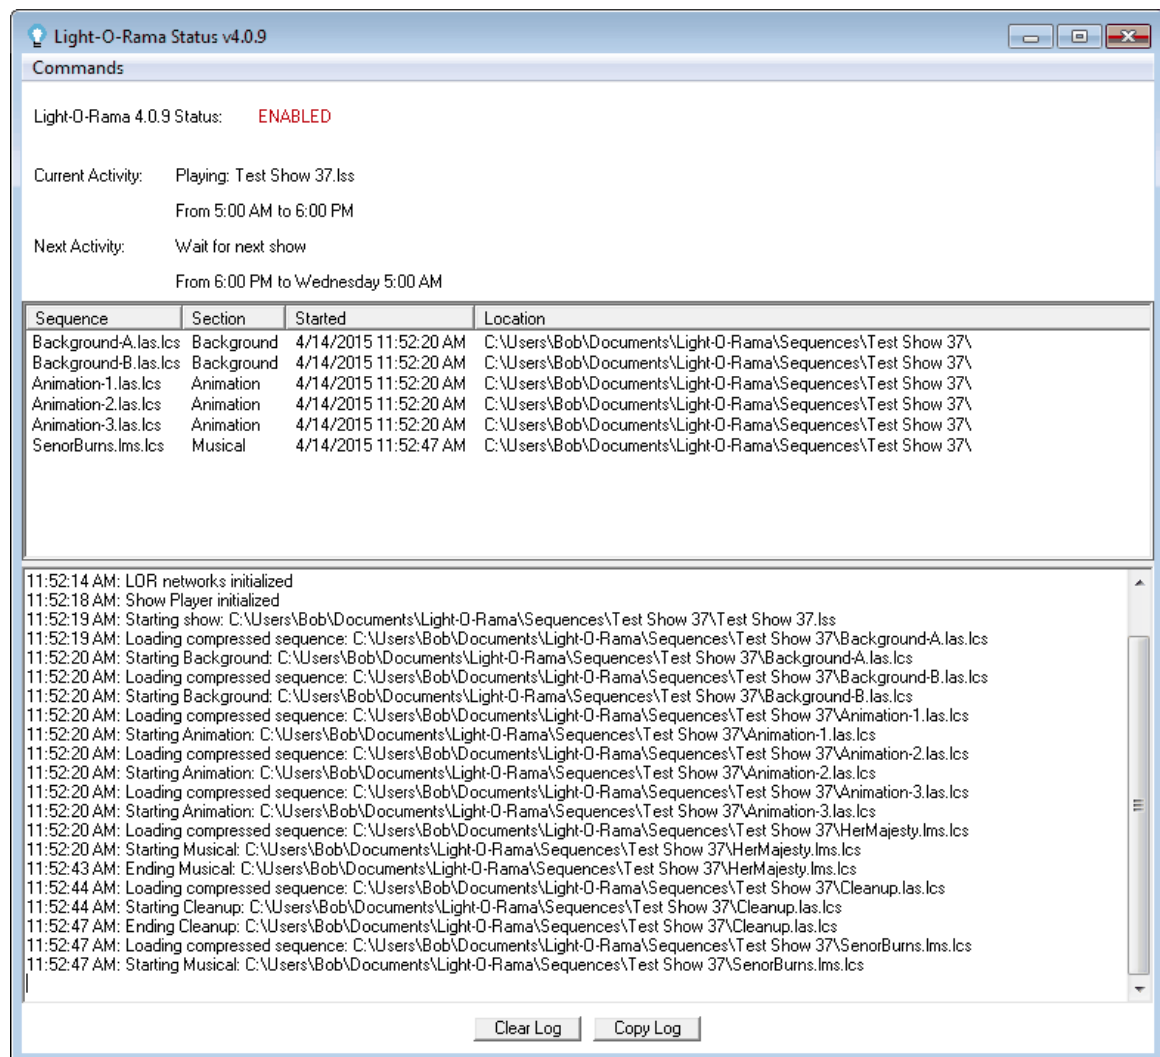 Light-O-Rama Status v4.0.9
Commands
Light-O-Rama 4.0.9 Status: ENABLED
Current Activity: Playing: Test Show 37.lss
From 5:00 AM to 6:00 PM
Next Activity: Wait for next show
From 6:00 PM to Wednesday 5:00 AM
Sequence Section Started Location
Background-A.las.lcs Background 4/14/2015 11:52:20 AM C:\Users\Bob\Documents\Light-O-Rama\Sequences\Test Show 37\
Background-B.las.lcs Background 4/14/2015 11:52:20 AM C:\Users\Bob\Documents\Light-O-Rama\Sequences\Test Show 37\
Animation-1.las.lcs Animation 4/14/2015 11:52:20 AM C:\Users\Bob\Documents\Light-O-Rama\Sequences\Test Show 37\
Animation-2.las.lcs Animation 4/14/2015 11:52:20 AM C:\Users\Bob\Documents\Light-O-Rama\Sequences\Test Show 37\
Animation-3.las.lcs Animation 4/14/2015 11:52:20 AM C:\Users\Bob\Documents\Light-O-Rama\Sequences\Test Show 37\
SenorBurns.lms.lcs Musical 4/14/2015 11:52:47 AM C:\Users\Bob\Documents\Light-O-Rama\Sequences\Test Show 37\
11:52:14 AM: LOR networks initialized
11:52:18 AM: Show Player initialized
11:52:19 AM: Starting show: C:\Users\Bob\Documents\Light-O-Rama\Sequences\Test Show 37\Test Show 37.lss
11:52:19 AM: Loading compressed sequence: C:\Users\Bob\Documents\Light-O-Rama\Sequences\Test Show 37\Background-A.las.lcs
11:52:20 AM: Starting Background: C:\Users\Bob\Documents\Light-O-Rama\Sequences\Test Show 37\Background-A.las.lcs
11:52:20 AM: Loading compressed sequence: C:\Users\Bob\Documents\Light-O-Rama\Sequences\Test Show 37\Background-B.las.lcs
11:52:20 AM: Starting Background: C:\Users\Bob\Documents\Light-O-Rama\Sequences\Test Show 37\Background-B.las.lcs
11:52:20 AM: Loading compressed sequence: C:\Users\Bob\Documents\Light-O-Rama\Sequences\Test Show 37\Animation-1.las.lcs
11:52:20 AM: Starting Animation: C:\Users\Bob\Documents\Light-O-Rama\Sequences\Test Show 37\Animation-1.las.lcs
11:52:20 AM: Loading compressed sequence: C:\Users\Bob\Documents\Light-O-Rama\Sequences\Test Show 37\Animation-2.las.lcs
11:52:20 AM: Starting Animation: C:\Users\Bob\Documents\Light-O-Rama\Sequences\Test Show 37\Animation-2.las.lcs
11:52:20 AM: Loading compressed sequence: C:\Users\Bob\Documents\Light-O-Rama\Sequences\Test Show 37\Animation-3.las.lcs
11:52:20 AM: Starting Animation: C:\Users\Bob\Documents\Light-O-Rama\Sequences\Test Show 37\Animation-3.las.lcs
11:52:20 AM: Loading compressed sequence: C:\Users\Bob\Documents\Light-O-Rama\Sequences\Test Show 37\HerMajesty.lms.lcs
11:52:20 AM: Starting Musical: C:\Users\Bob\Documents\Light-O-Rama\Sequences\Test Show 37\HerMajesty.lms.lcs
11:52:43 AM: Ending Musical: C:\Users\Bob\Documents\Light-O-Rama\Sequences\Test Show 37\HerMajesty.lms.lcs
11:52:44 AM: Loading compressed sequence: C:\Users\Bob\Documents\Light-O-Rama\Sequences\Test Show 37\Cleanup.las.lcs
11:52:44 AM: Starting Cleanup: C:\Users\Bob\Documents\Light-O-Rama\Sequences\Test Show 37\Cleanup.las.lcs
11:52:47 AM: Ending Cleanup: C:\Users\Bob\Documents\Light-O-Rama\Sequences\Test Show 37\Cleanup.las.lcs
11:52:47 AM: Loading compressed sequence: C:\Users\Bob\Documents\Light-O-Rama\Sequences\Test Show 37\SenorBurns.lms.lcs
11:52:47 AM: Starting Musical: C:\Users\Bob\Documents\Light-O-Rama\Sequences\Test Show 37\SenorBurns.lms.lcs
Clear Log Copy Log